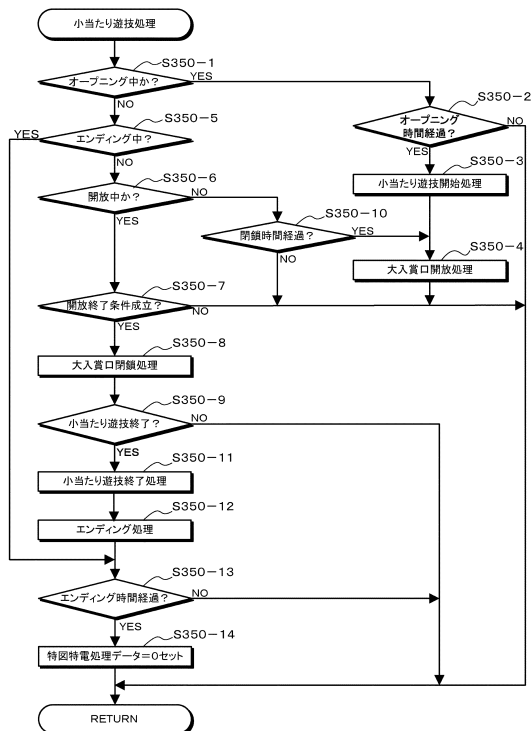 小当たり遊技処理
S350－1
オープニング中か？
YES
NO
S350－2
オープニング
時間経過？
NO
YES
S350－3
小当たり遊技開始処理
S350－4
大入賞口開放処理
S350－5
YES
エンディング中？
NO
S350－6
開放中か？
NO
YES
S350－10
閉鎖時間経過？
YES
NO
S350－7
開放終了条件成立？
NO
YES
S350－8
大入賞口閉鎖処理
S350－9
小当たり遊技終了？
NO
YES
S350－11
小当たり遊技終了処理
S350－12
エンディング処理
S350－13
エンディング時間経過？
NO
YES
S350－14
特図特電処理データ＝0セット
RETURN